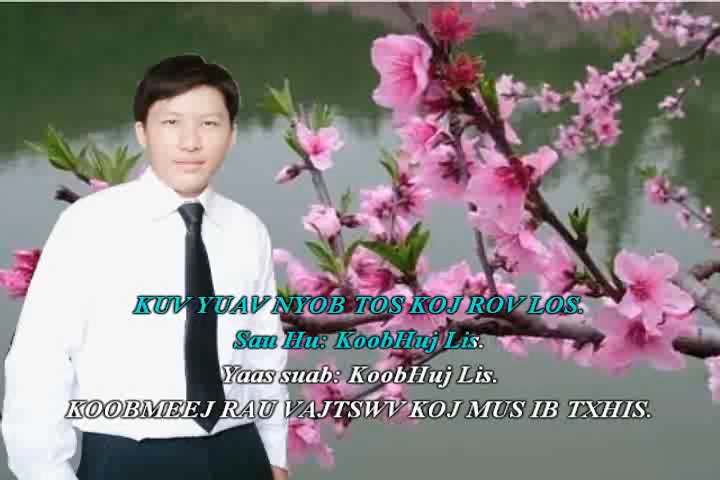 KUV YUAV NYOB TOS KOJ ROV LOS.
Sau Hu: KoobHuj Lis.
Yaas suab: KoobHuj Lis.
KOOBMEEJ RAU VAJTSWV KOJ MUS IB TXHIS.